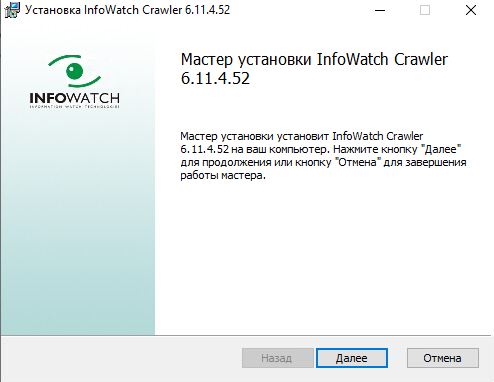 Установка InfoWatch Crawler 6.11.4.52
INFOWATCH
INFORMATION WATCH TECHNOLOGIES
Мастер установки InfoWatch Crawler
6.11.4.52
Мастер установки установит InfoWatch Crawler
6.11.4.52 на ваш компьютер. Нажмите кнопку "Далее"
для продолжения или кнопку "Отмена" для завершения
работы мастера.
Назад
Далее
Отмена